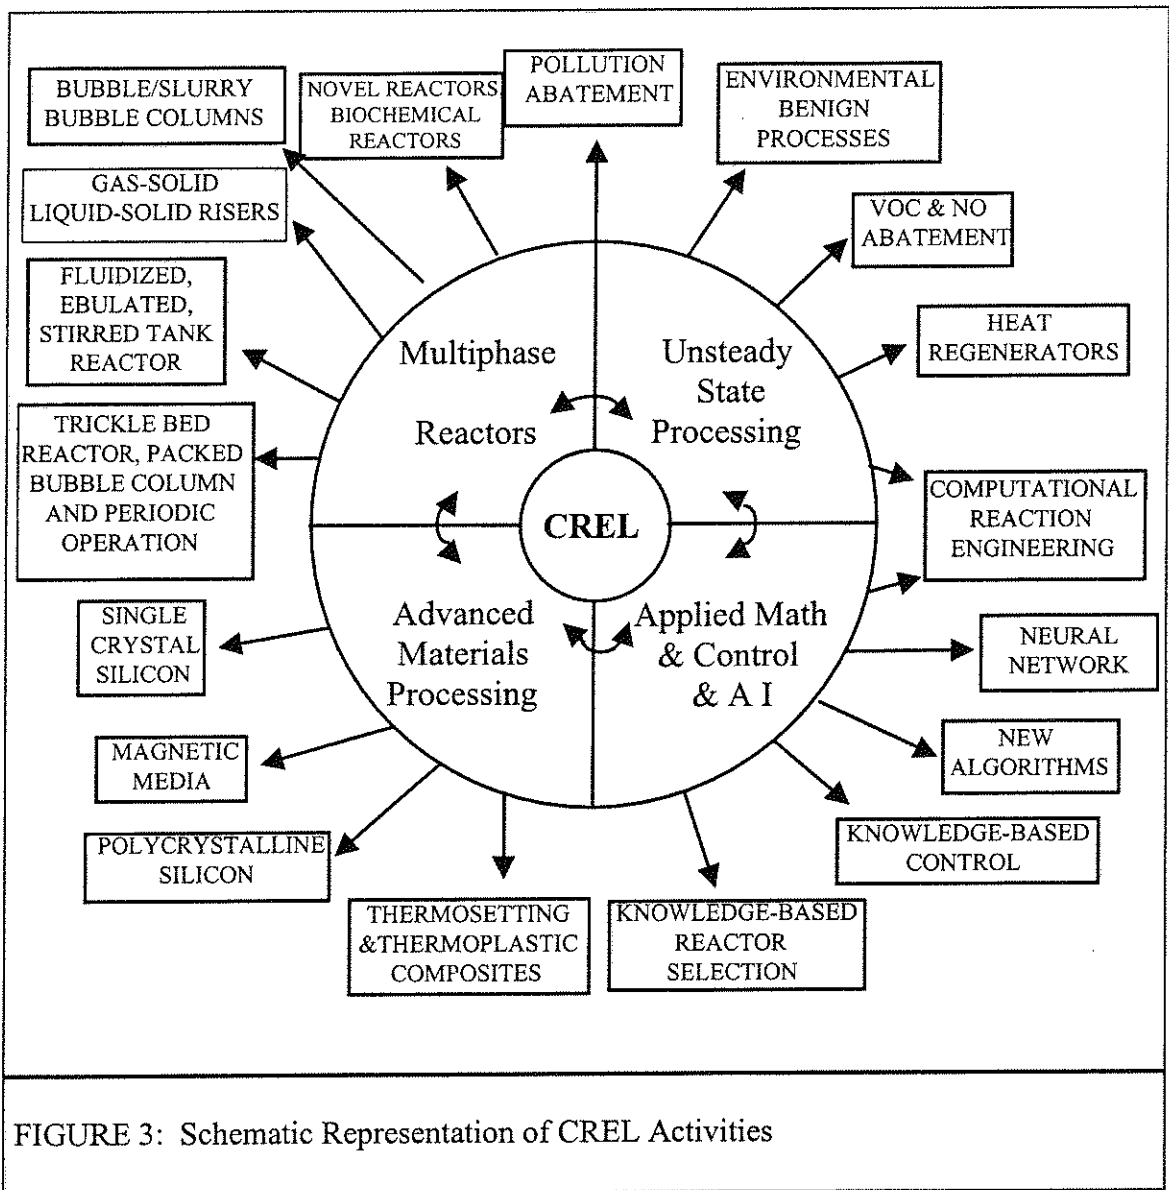 BUBBLE/SLURRY
BUBBLE COLUMNS
NOVEL REACTORS,
BIOCHEMICAL
REACTORS
POLLUTION
ABATEMENT
ENVIRONMENTAL
BENIGN
PROCESSES
GAS-SOLID
LIQUID-SOLID RISERS
VOC & NO
ABATEMENT
FLUIDIZED,
EBULATED,
STIRRED TANK
REACTOR
HEAT
REGENERATORS
TRICKLE BED
REACTOR, PACKED
BUBBLE COLUMN
AND PERIODIC
OPERATION
COMPUTATIONAL
REACTION
ENGINEERING
Multiphase
Reactors
Unsteady
State
Processing
CREL
Advanced
Materials
Processing
Applied Math
& Control
& A I
SINGLE
CRYSTAL
SILICON
NEURAL
NETWORK
MAGNETIC
MEDIA
NEW
ALGORITHMS
POLYCRYSTALLINE
SILICON
KNOWLEDGE-BASED
CONTROL
THERMOSETTING
&THERMOPLASTIC
COMPOSITES
KNOWLEDGE-BASED
REACTOR
SELECTION
FIGURE 3: Schematic Representation of CREL Activities